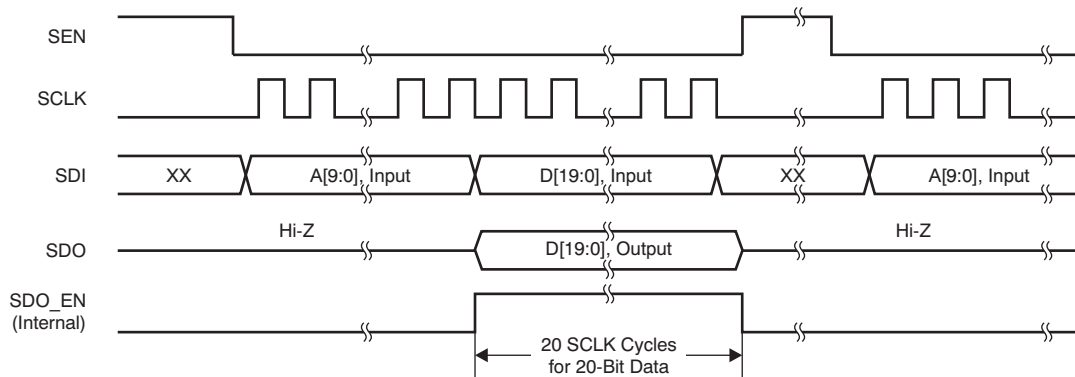 SEN
SCLK
SDI
XX
A[9:0], Input
D[19:0], Input
XX
A[9:0], Input
Hi-Z
Hi-Z
SDO
D[19:0], Output
SDO_EN
(Internal)
20 SCLK Cycles
for 20-Bit Data